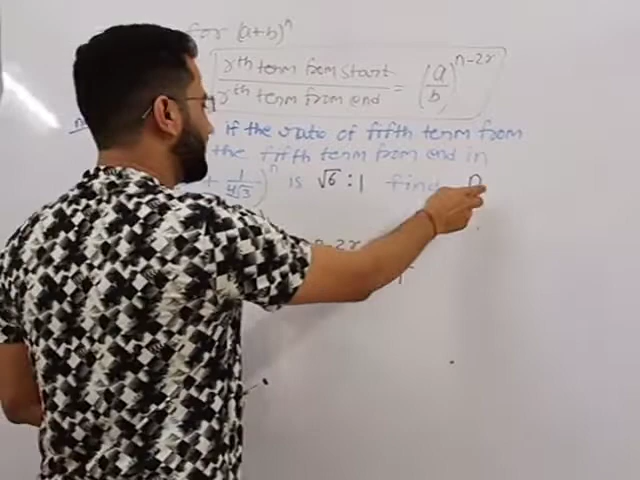 for (a+b)^n
rth term from start / rth term from end = (a/b)^n-2r
if the ratio of fifth term from
the fifth term from end in
+ 1/4√3)^n is √6 : 1 find n
n-2r